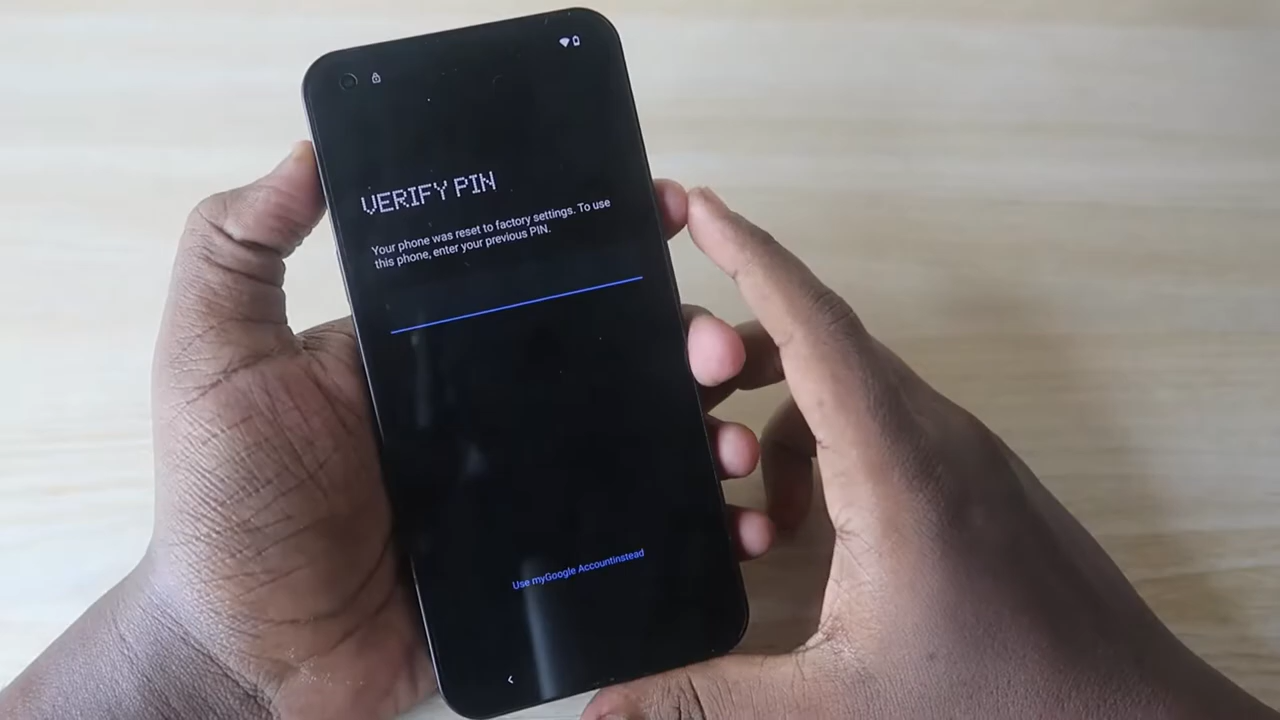 VERIFY PIN
Your phone was reset to factory settings. To use
this phone, enter your previous PIN.
Use myGoogle Accountinstead